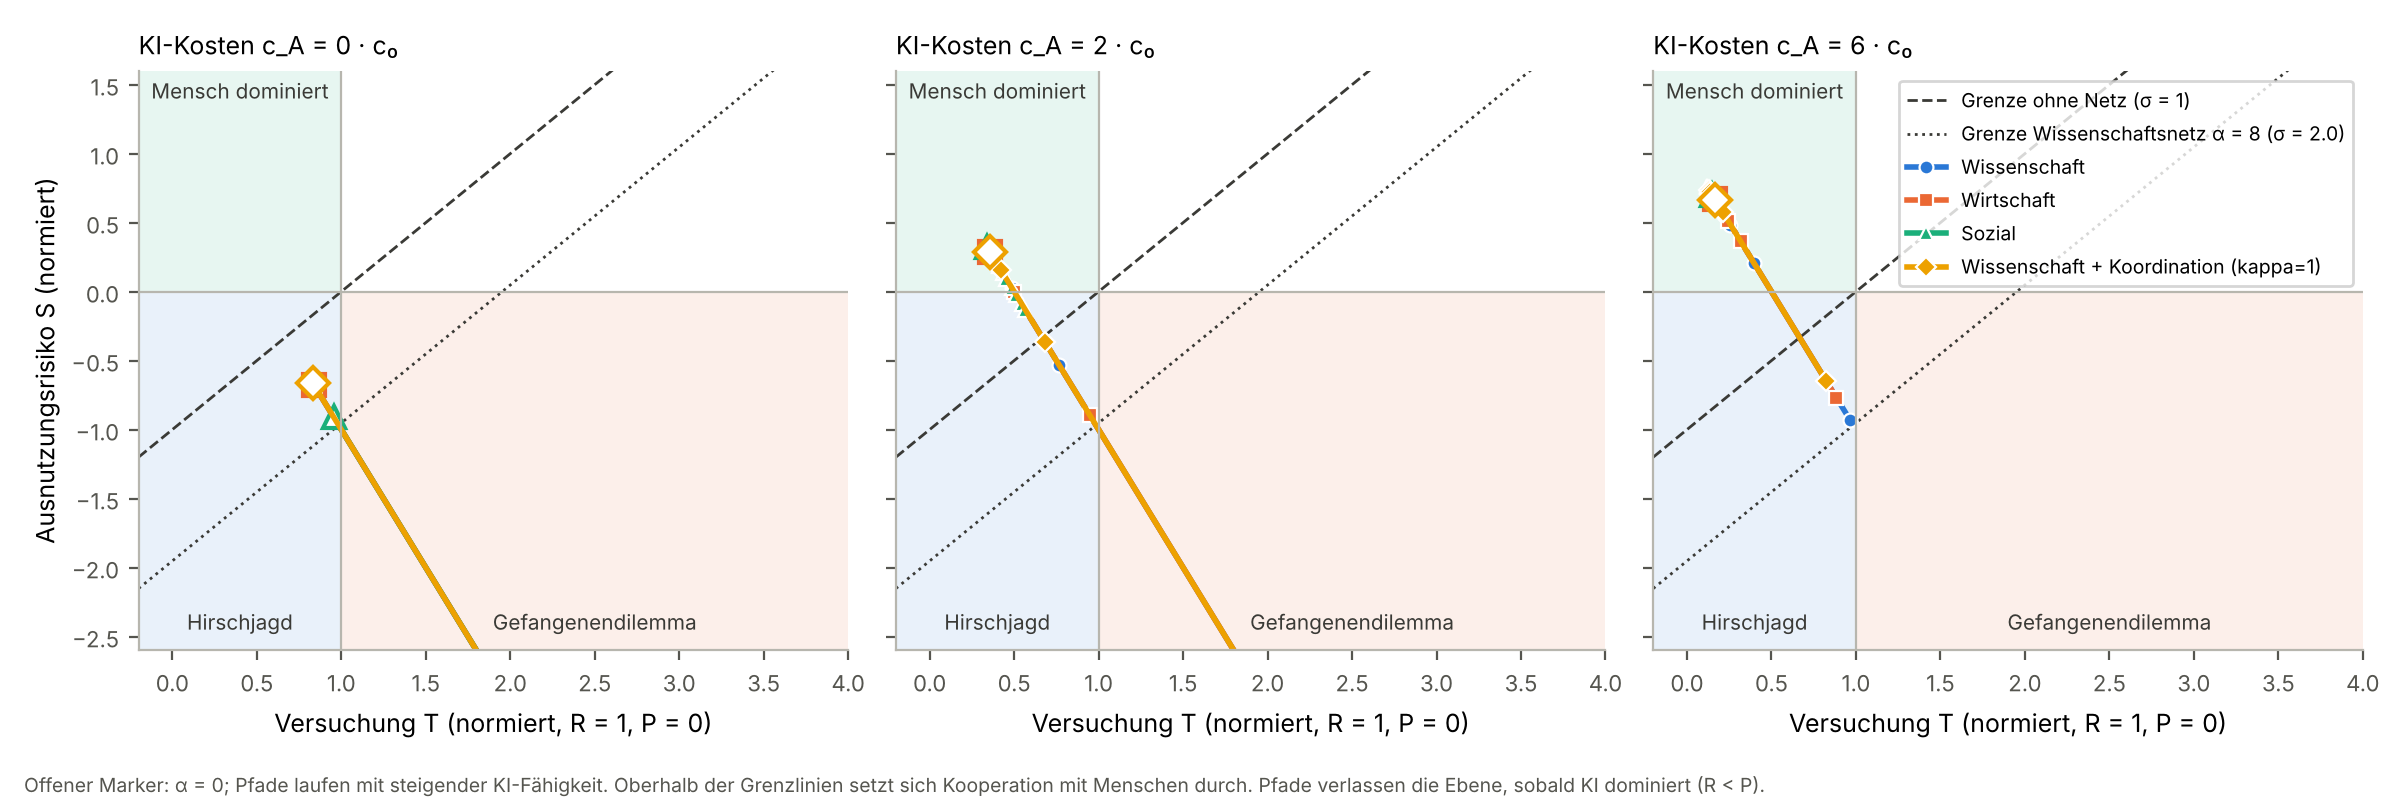 KI-Kosten c_A = 0 · c₀
KI-Kosten c_A = 2 · c₀
KI-Kosten c_A = 6 · c₀
Ausnutzungsrisiko S (normiert)
1.5
1.0
0.5
0.0
−0.5
−1.0
−1.5
−2.0
−2.5
Mensch dominiert
Hirschjagd
Gefangenendilemma
0.0 0.5 1.0 1.5 2.0 2.5 3.0 3.5 4.0
Versuchung T (normiert, R = 1, P = 0)
Mensch dominiert
Hirschjagd
Gefangenendilemma
0.0 0.5 1.0 1.5 2.0 2.5 3.0 3.5 4.0
Versuchung T (normiert, R = 1, P = 0)
Mensch dominiert
Grenze ohne Netz (σ = 1)
Grenze Wissenschaftsnetz α = 8 (σ = 2.0)
Wissenschaft
Wirtschaft
Sozial
Wissenschaft + Koordination (kappa=1)
Hirschjagd
Gefangenendilemma
0.0 0.5 1.0 1.5 2.0 2.5 3.0 3.5 4.0
Versuchung T (normiert, R = 1, P = 0)
Offener Marker: α = 0; Pfade laufen mit steigender KI-Fähigkeit. Oberhalb der Grenzlinien setzt sich Kooperation mit Menschen durch. Pfade verlassen die Ebene, sobald KI dominiert (R < P).